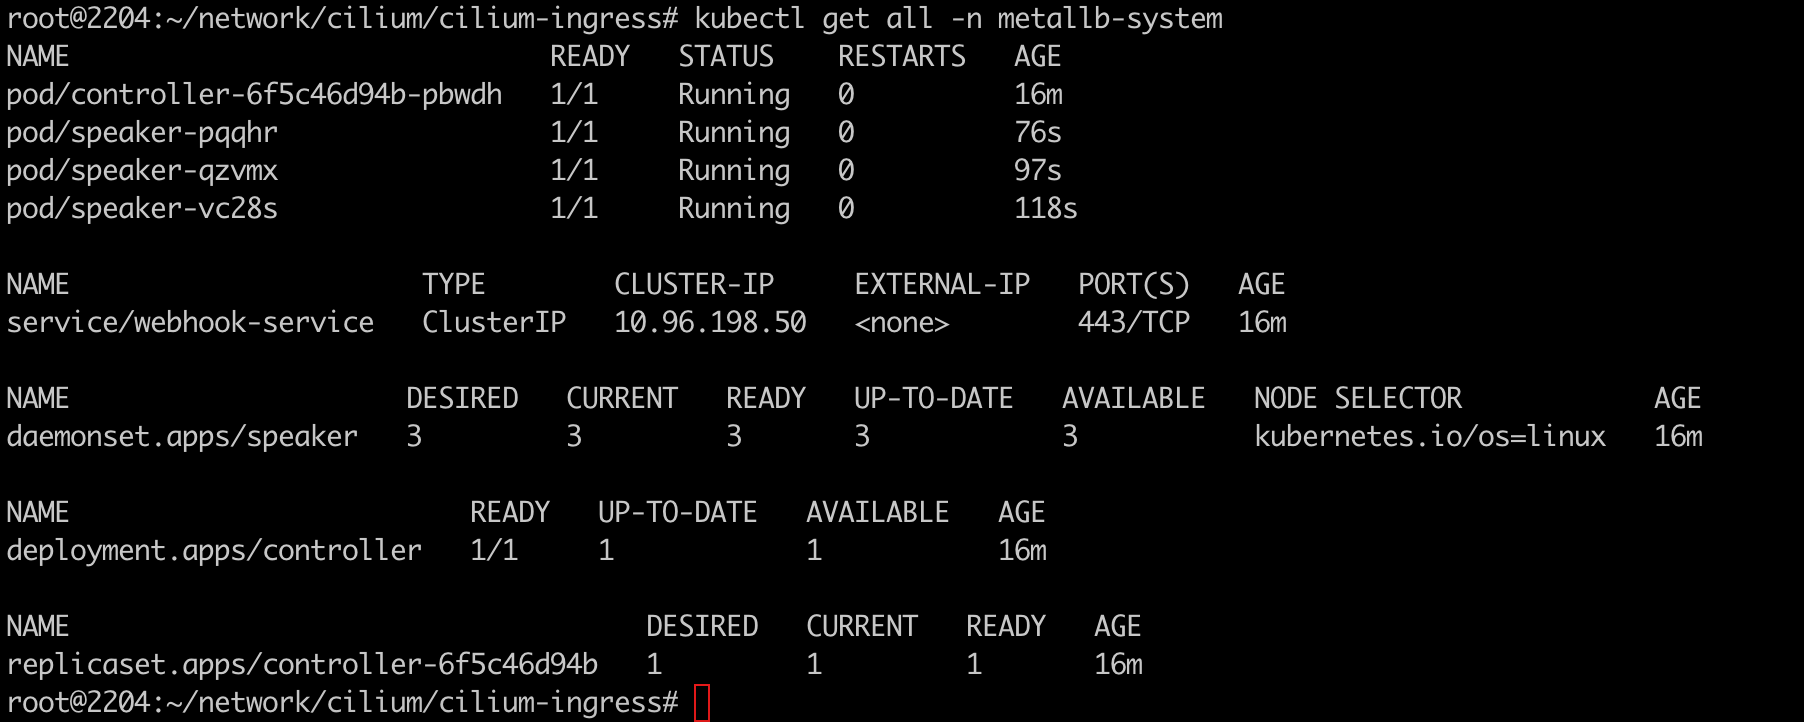 root@2204:~/network/cilium/cilium-ingress# kubectl get all -n metallb-system
NAME                              READY   STATUS    RESTARTS   AGE
pod/controller-6f5c46d94b-pbwdh   1/1     Running   0          16m
pod/speaker-pqqhr                 1/1     Running   0          76s
pod/speaker-qzvmx                 1/1     Running   0          97s
pod/speaker-vc28s                 1/1     Running   0          118s

NAME                      TYPE        CLUSTER-IP     EXTERNAL-IP   PORT(S)   AGE
service/webhook-service   ClusterIP   10.96.198.50   <none>        443/TCP   16m

NAME                     DESIRED   CURRENT   READY   UP-TO-DATE   AVAILABLE   NODE SELECTOR            AGE
daemonset.apps/speaker   3         3         3       3            3           kubernetes.io/os=linux   16m

NAME                         READY   UP-TO-DATE   AVAILABLE   AGE
deployment.apps/controller   1/1     1            1           16m

NAME                                    DESIRED   CURRENT   READY   AGE
replicaset.apps/controller-6f5c46d94b   1         1         1       16m
root@2204:~/network/cilium/cilium-ingress#